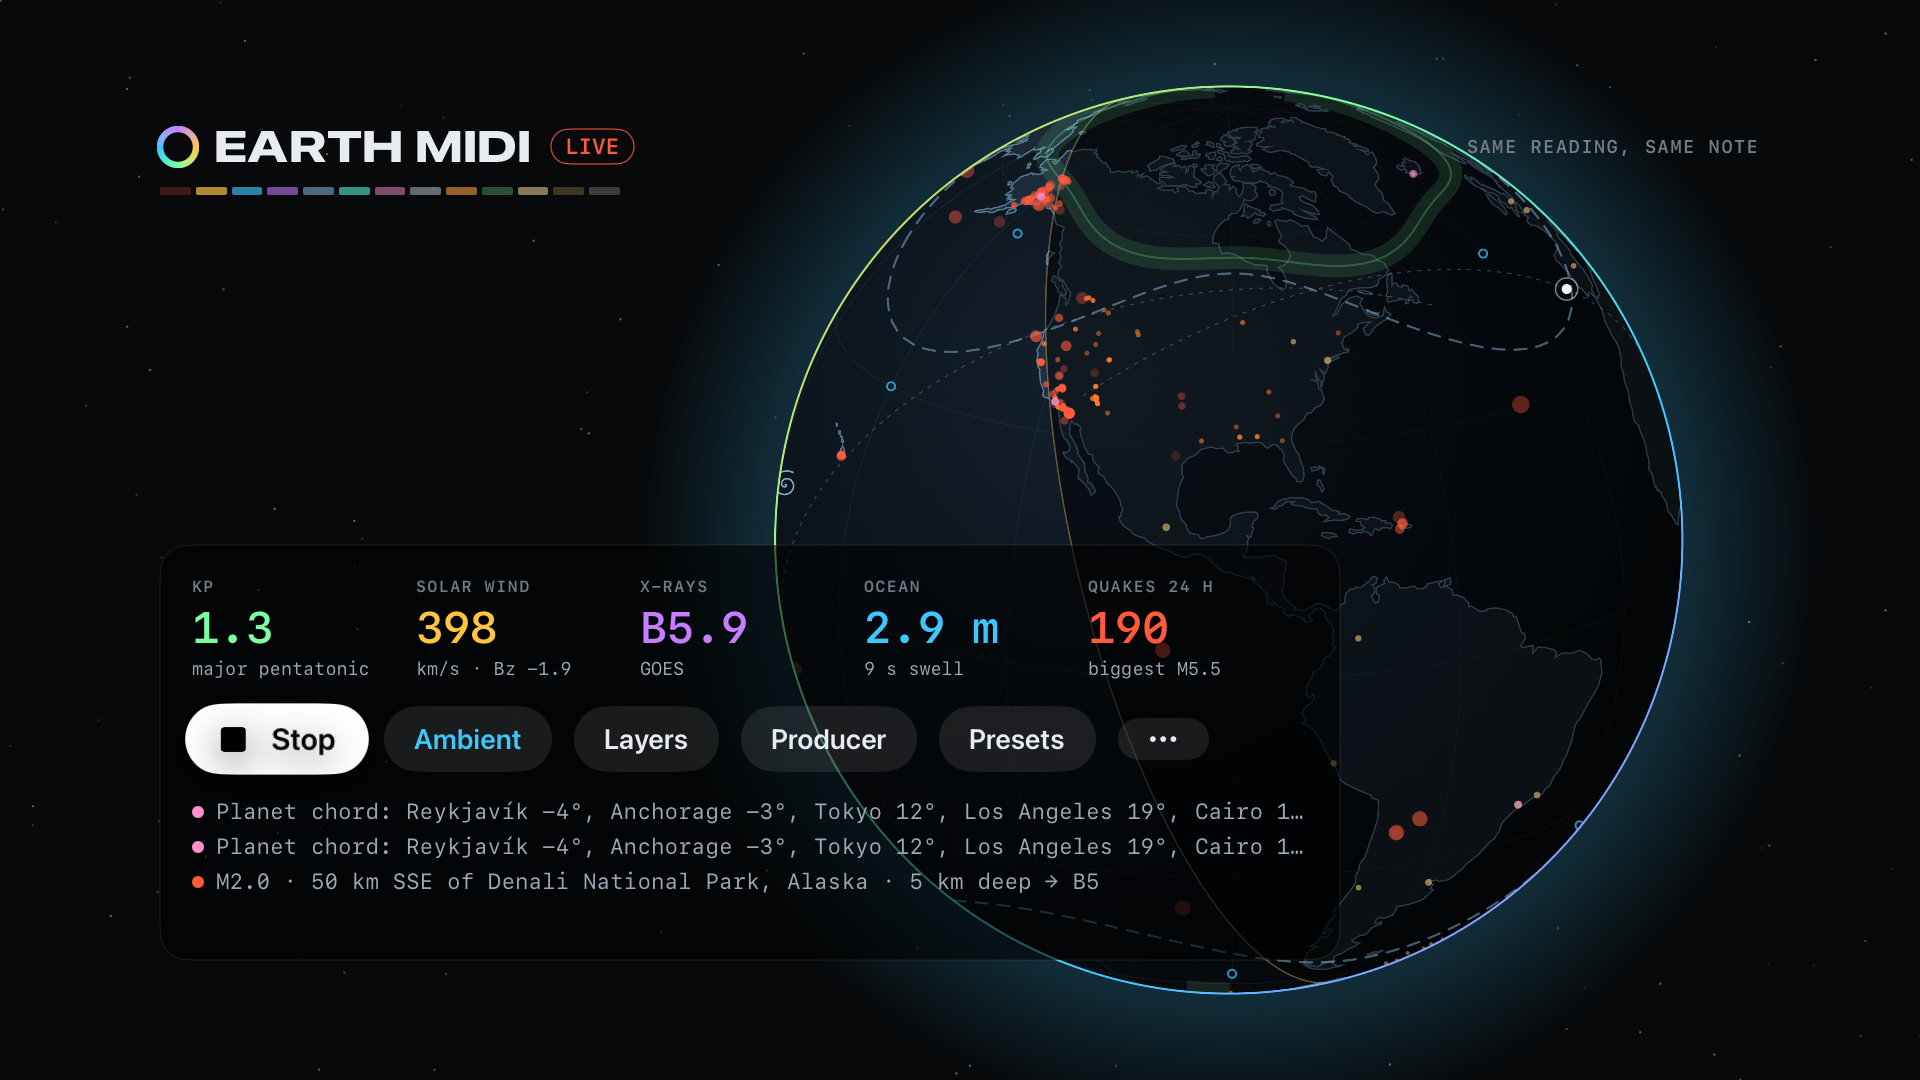 EARTH MIDI LIVE
SAME READING, SAME NOTE
KP SOLAR WIND X-RAYS OCEAN QUAKES 24 H
1.3 398 B5.9 2.9 m 190
major pentatonic km/s · Bz −1.9 GOES 9 s swell biggest M5.5
Stop Ambient Layers Producer Presets ···
Planet chord: Reykjavík −4°, Anchorage −3°, Tokyo 12°, Los Angeles 19°, Cairo 1…
Planet chord: Reykjavík −4°, Anchorage −3°, Tokyo 12°, Los Angeles 19°, Cairo 1…
M2.0 · 50 km SSE of Denali National Park, Alaska · 5 km deep → B5